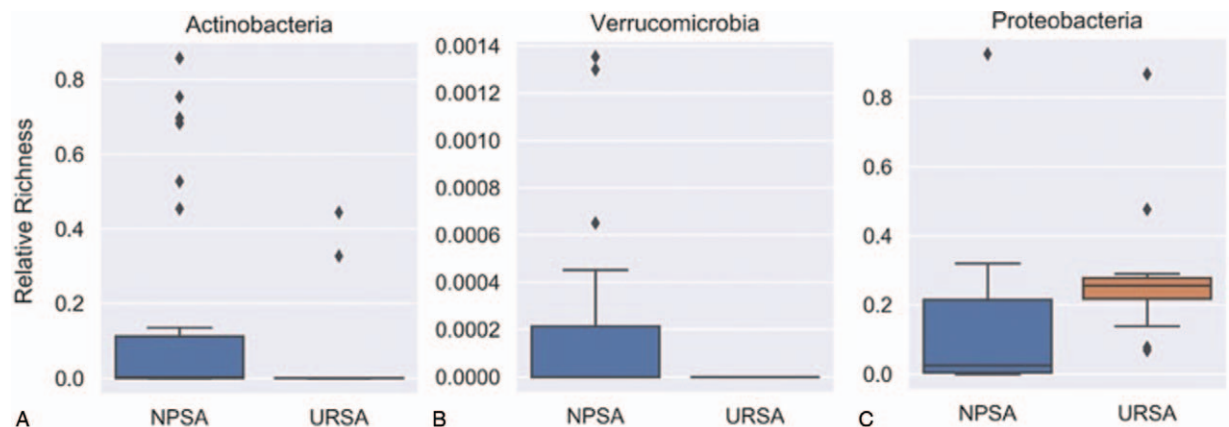 Actinobacteria
Verrucomicrobia
Proteobacteria
Relative Richness
0.8
0.6
0.4
0.2
0.0
0.0014
0.0012
0.0010
0.0008
0.0006
0.0004
0.0002
0.0000
0.8
0.6
0.4
0.2
0.0
A NPSA URSA
B NPSA URSA
C NPSA URSA